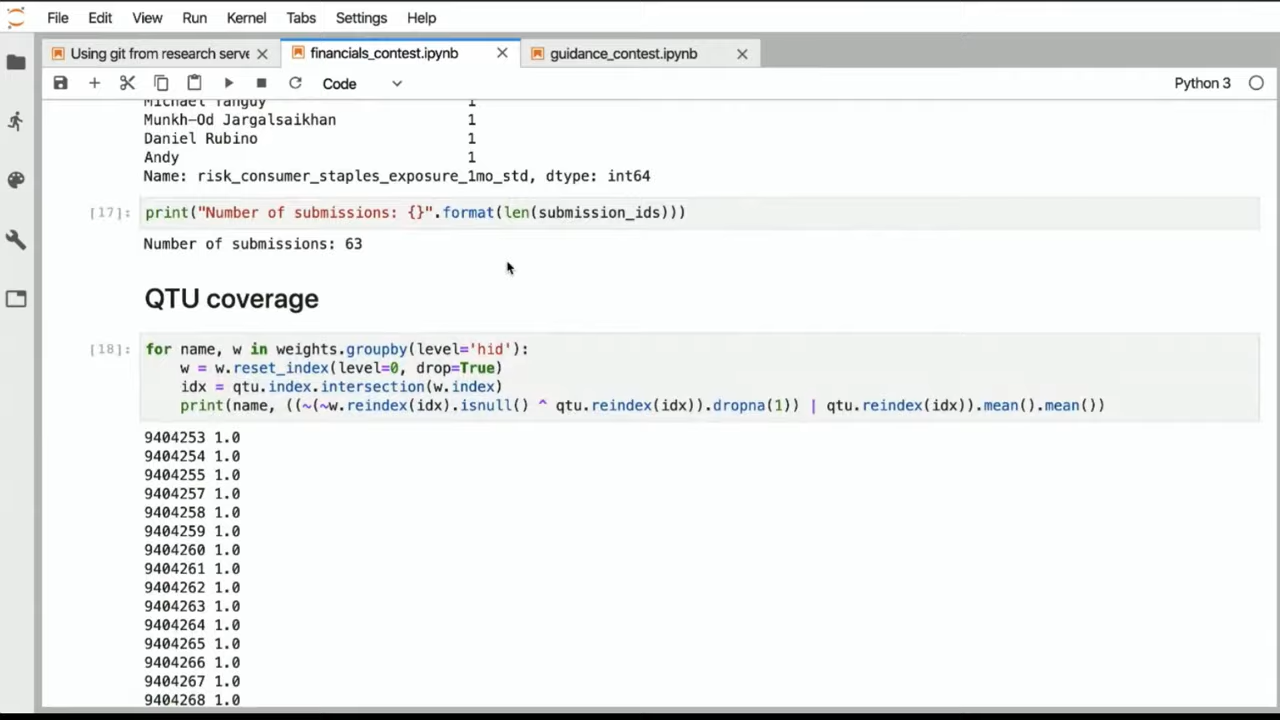 File Edit View Run Kernel Tabs Settings Help
Using git from research serve financials_contest.ipynb guidance_contest.ipynb
Code Python 3
Michael Tanguy 1
Munkh-Od Jargalsaikhan 1
Daniel Rubino 1
Andy 1
Name: risk_consumer_staples_exposure_1mo_std, dtype: int64
[17]: print("Number of submissions: {}".format(len(submission_ids)))
Number of submissions: 63
QTU coverage
[18]: for name, w in weights.groupby(level='hid'):
    w = w.reset_index(level=0, drop=True)
    idx = qtu.index.intersection(w.index)
    print(name, ((~(~w.reindex(idx).isnull() ^ qtu.reindex(idx)).dropna(1)) | qtu.reindex(idx)).mean().mean())
9404253 1.0
9404254 1.0
9404255 1.0
9404257 1.0
9404258 1.0
9404259 1.0
9404260 1.0
9404261 1.0
9404262 1.0
9404263 1.0
9404264 1.0
9404265 1.0
9404266 1.0
9404267 1.0
9404268 1.0